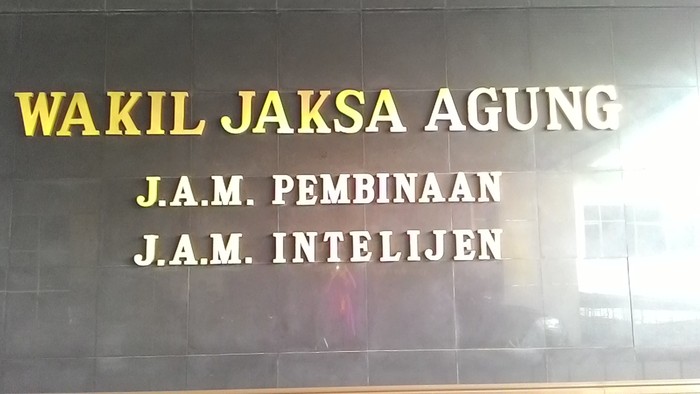 WAKIL JAKSA AGUNG
J.A.M. PEMBINAAN
J.A.M. INTELIJEN